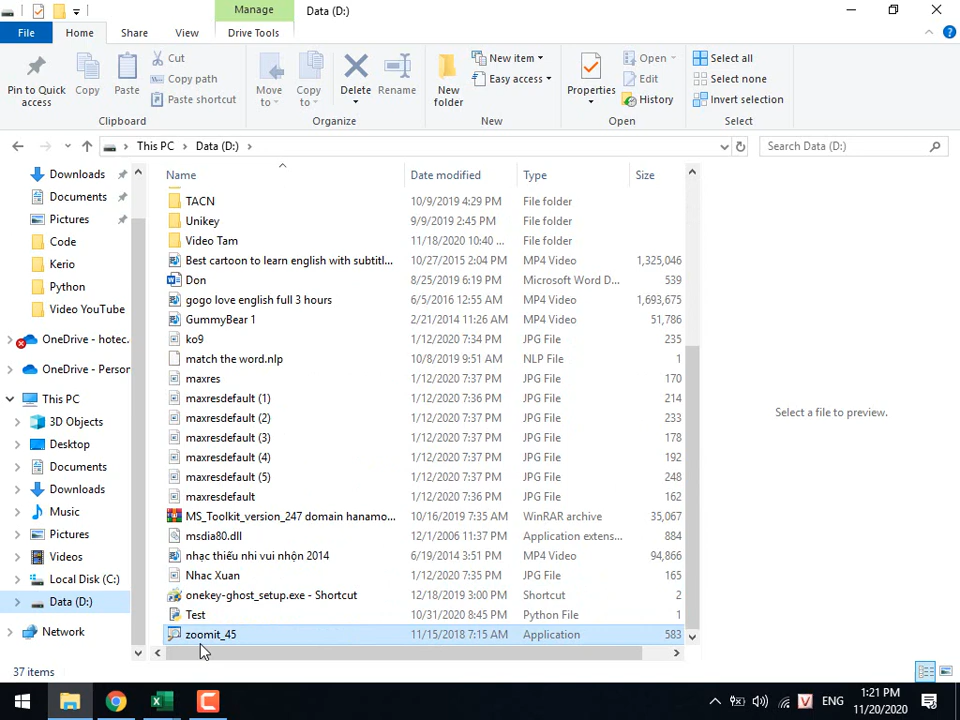 Manage
Data (D:)
File
Home
Share
View
Drive Tools
Pin to Quick access
Copy
Paste
Cut
Copy path
Paste shortcut
Clipboard
Move to
Copy to
Delete
Rename
Organize
New folder
New item
Easy access
New
Properties
Open
Edit
History
Open
Select all
Select none
Invert selection
Select
This PC
Data (D:)
Search Data (D:)
Downloads
Documents
Pictures
Code
Kerio
Python
Video YouTube
OneDrive - hotec.
OneDrive - Person
This PC
3D Objects
Desktop
Documents
Downloads
Music
Pictures
Videos
Local Disk (C:)
Data (D:)
Network
Name Date modified Type Size
TACN 10/9/2019 4:29 PM File folder
Unikey 9/9/2019 2:45 PM File folder
Video Tam 11/18/2020 10:40 ... File folder
Best cartoon to learn english with subtitl... 10/27/2015 2:04 PM MP4 Video 1,325,046
Don 8/25/2019 6:19 PM Microsoft Word D... 539
gogo love english full 3 hours 6/5/2016 12:55 AM MP4 Video 1,693,675
GummyBear 1 2/21/2014 11:26 AM MP4 Video 51,786
ko9 1/12/2020 7:34 PM JPG File 235
match the word.nlp 10/8/2019 9:51 AM NLP File 1
maxres 1/12/2020 7:37 PM JPG File 170
maxresdefault (1) 1/12/2020 7:36 PM JPG File 214
maxresdefault (2) 1/12/2020 7:37 PM JPG File 233
maxresdefault (3) 1/12/2020 7:37 PM JPG File 178
maxresdefault (4) 1/12/2020 7:37 PM JPG File 192
maxresdefault (5) 1/12/2020 7:37 PM JPG File 248
maxresdefault 1/12/2020 7:36 PM JPG File 162
MS_Toolkit_version_247 domain hanamo... 10/16/2019 7:35 AM WinRAR archive 35,067
msdia80.dll 12/1/2006 11:37 PM Application exten​s... 884
nhạc thiếu nhi vui nhộn 2014 6/19/2014 3:51 PM MP4 Video 94,866
Nhac Xuan 1/12/2020 7:35 PM JPG File 165
onekey-ghost_setup.exe - Shortcut 12/18/2019 3:00 PM Shortcut 2
Test 10/31/2020 8:45 PM Python File 1
zoomit_45 11/15/2018 7:15 AM Application 583
Select a file to preview.
37 items
ENG
1:21 PM
11/20/2020